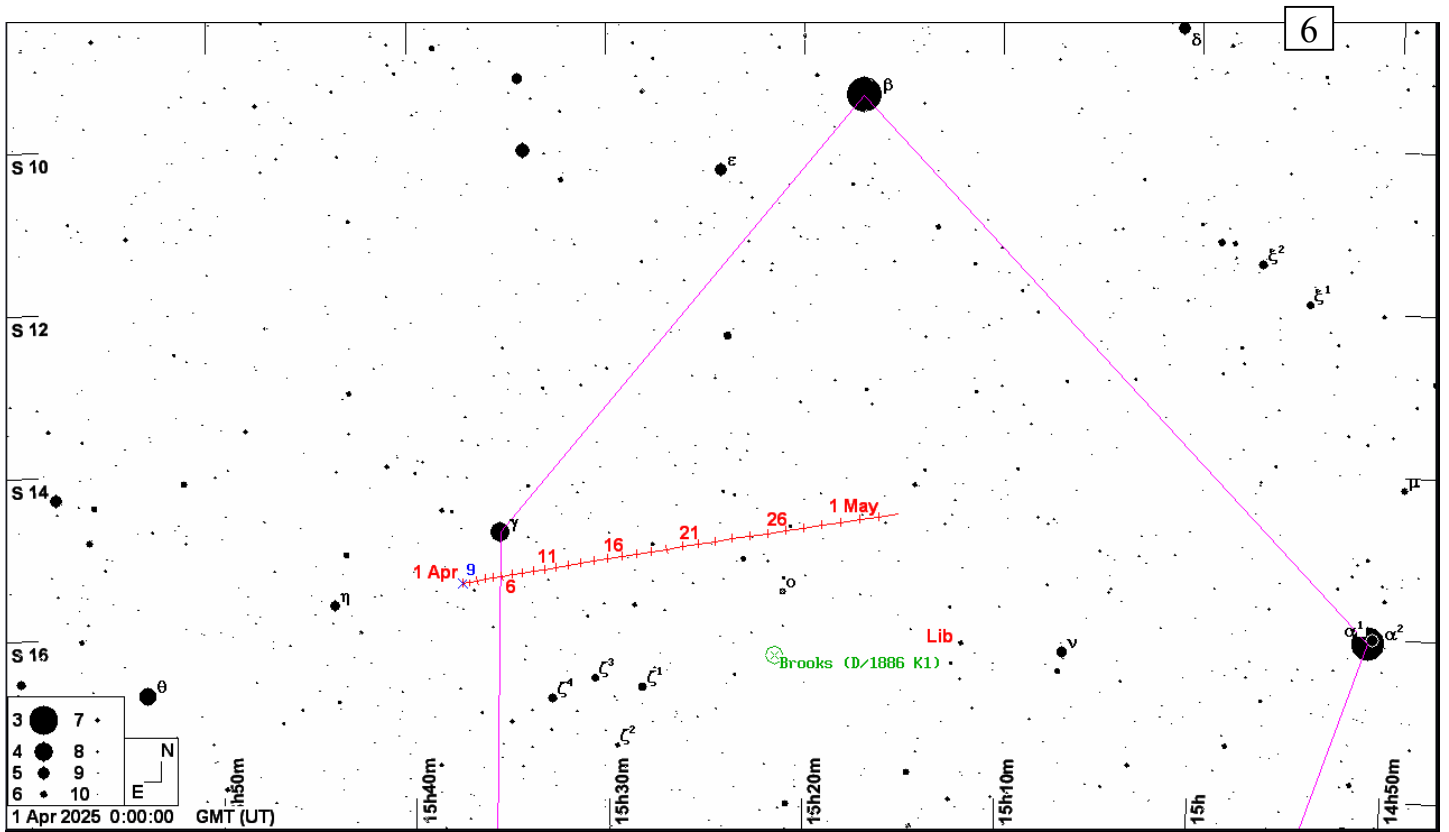 6
δ
β
S 10
ε
ξ²
ξ¹
S 12
S 14
μ
γ
1 May
26
21
16
11
1 Apr 9
6
η
ο
α¹ α²
Lib
ν
S 16
Brooks (D/1886 K1)
ζ³
ζ¹
ζ⁴
θ
ζ²
3 7
4 8
5 9
6 10
N
E
h50m
15h40m
15h30m
15h20m
15h10m
15h
14h50m
1 Apr 2025 0:00:00 GMT (UT)